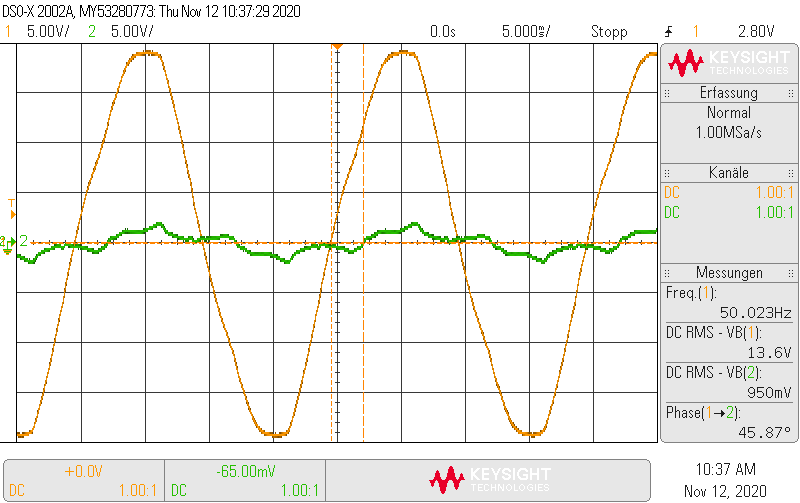 DSO-X 2002A, MY53280773: Thu Nov 12 10:37:29 2020
1 5.00V/ 2 5.00V/ 0.0s 5.000ms/ Stopp 1 2.80V
KEYSIGHT
TECHNOLOGIES
Erfassung
Normal
1.00MSa/s
Kanäle
DC 1.00:1
DC 1.00:1
T
2 2
Messungen
Freq.(1):
50.023Hz
DC RMS - VB(1):
13.6V
DC RMS - VB(2):
950mV
Phase(1→2):
45.87°
+0.0V
DC 1.00:1
-65.00mV
DC 1.00:1
KEYSIGHT
TECHNOLOGIES
10:37 AM
Nov 12, 2020